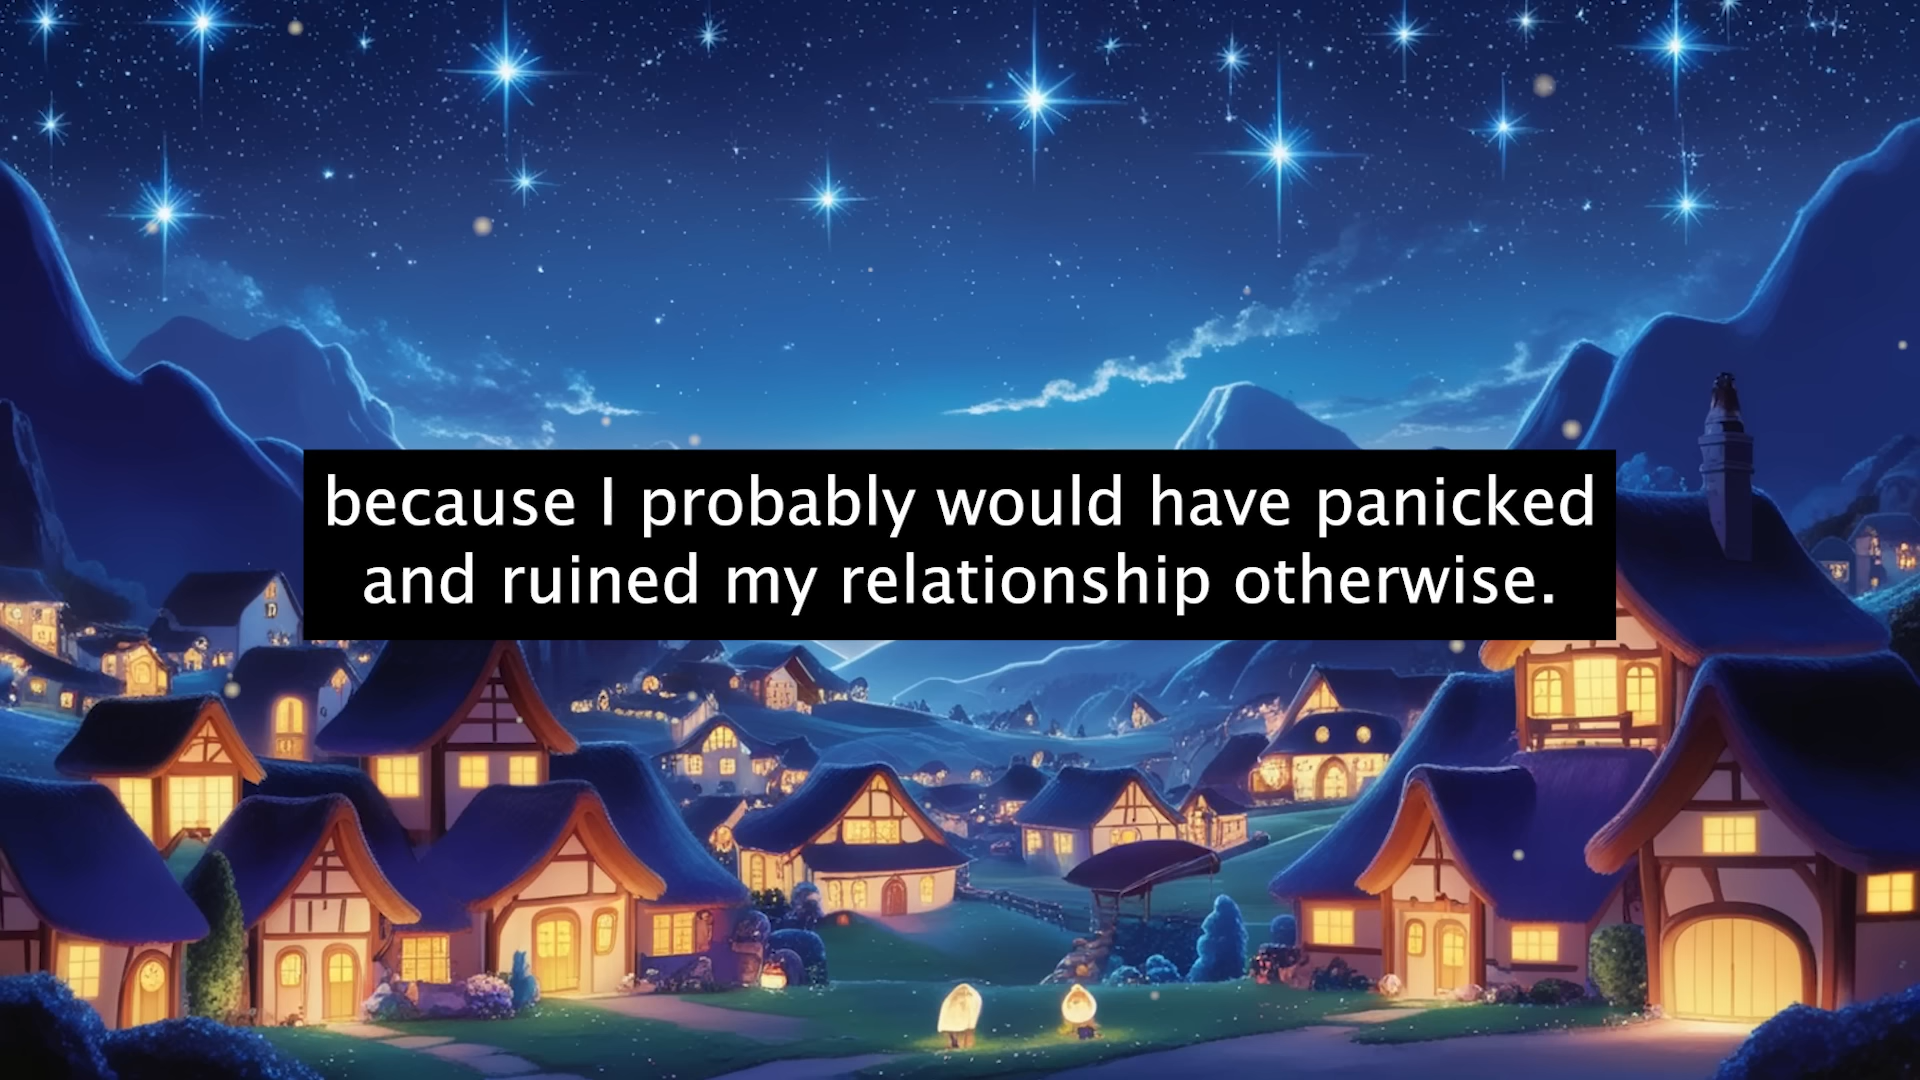 because I probably would have panicked
and ruined my relationship otherwise.